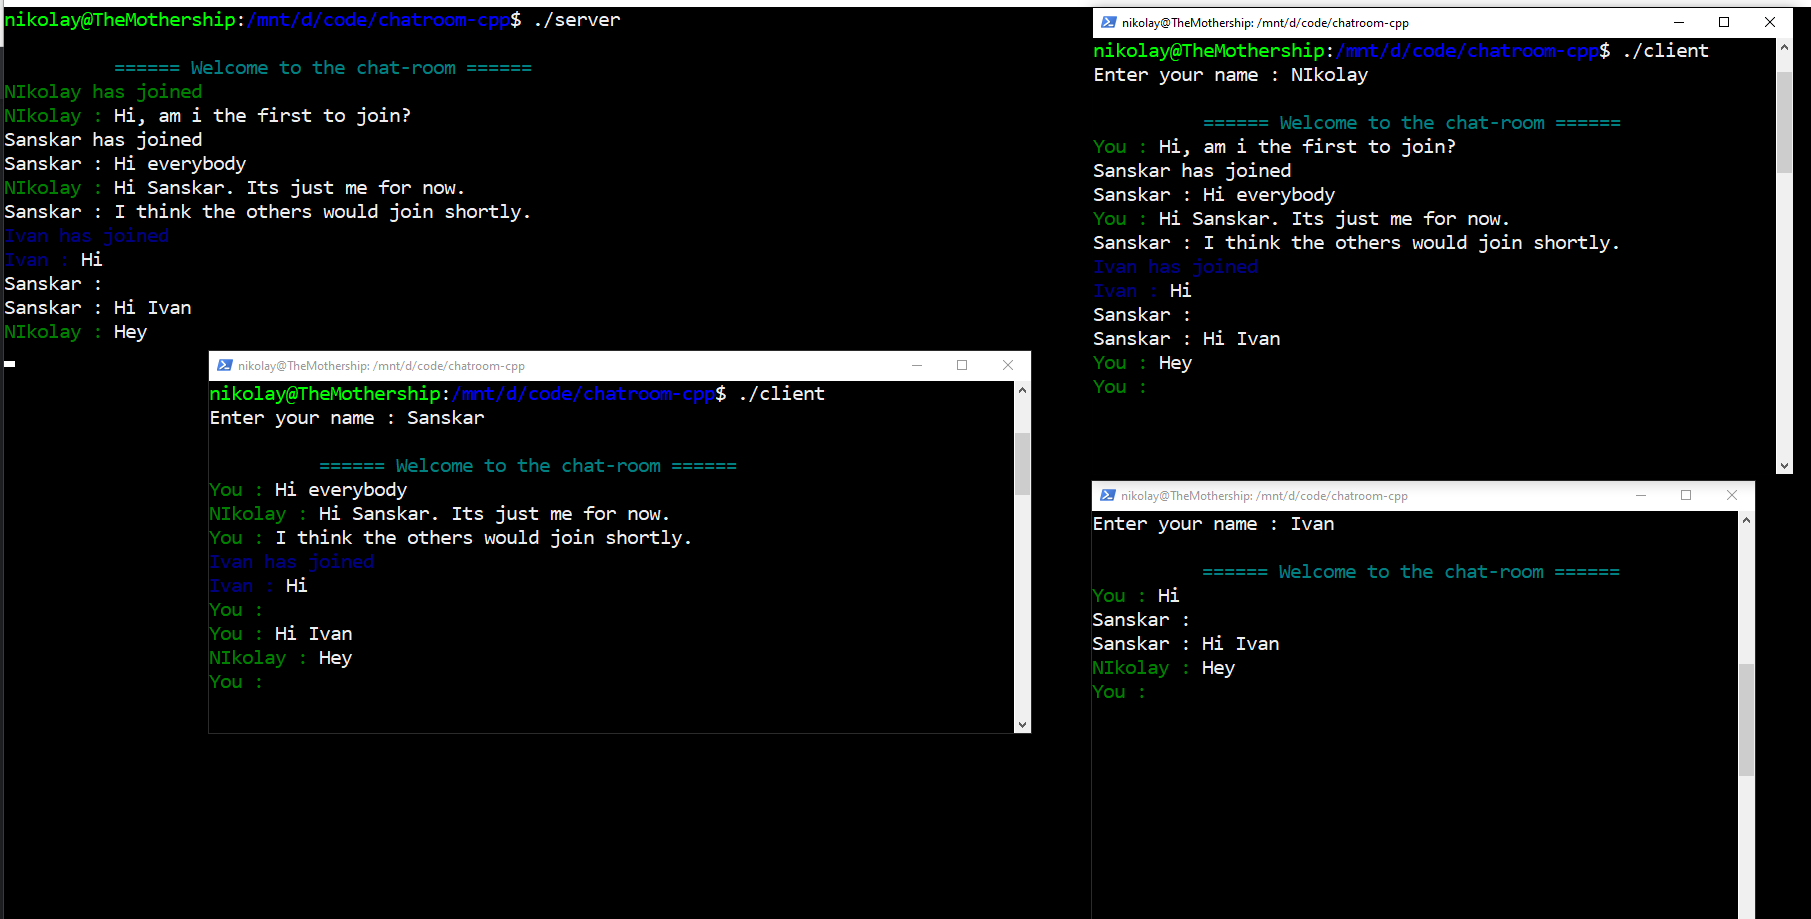 nikolay@TheMothership:/mnt/d/code/chatroom-cpp$ ./server
====== Welcome to the chat-room ======
NIkolay has joined
NIkolay : Hi, am i the first to join?
Sanskar has joined
Sanskar : Hi everybody
NIkolay : Hi Sanskar. Its just me for now.
Sanskar : I think the others would join shortly.
Ivan has joined
Ivan : Hi
Sanskar :
Sanskar : Hi Ivan
NIkolay : Hey
nikolay@TheMothership: /mnt/d/code/chatroom-cpp
nikolay@TheMothership:/mnt/d/code/chatroom-cpp$ ./client
Enter your name : NIkolay
====== Welcome to the chat-room ======
You : Hi, am i the first to join?
Sanskar has joined
Sanskar : Hi everybody
You : Hi Sanskar. Its just me for now.
Sanskar : I think the others would join shortly.
Ivan has joined
Ivan : Hi
Sanskar :
Sanskar : Hi Ivan
You : Hey
You :
nikolay@TheMothership: /mnt/d/code/chatroom-cpp
nikolay@TheMothership:/mnt/d/code/chatroom-cpp$ ./client
Enter your name : Sanskar
====== Welcome to the chat-room ======
You : Hi everybody
NIkolay : Hi Sanskar. Its just me for now.
You : I think the others would join shortly.
Ivan has joined
Ivan : Hi
You :
You : Hi Ivan
NIkolay : Hey
You :
nikolay@TheMothership: /mnt/d/code/chatroom-cpp
Enter your name : Ivan
====== Welcome to the chat-room ======
You : Hi
Sanskar :
Sanskar : Hi Ivan
NIkolay : Hey
You :